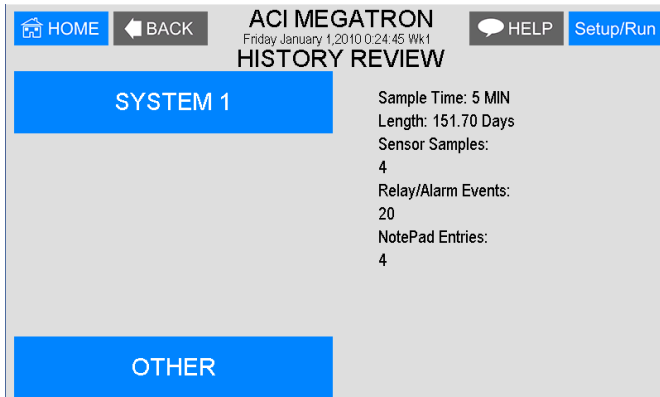 HOME
BACK
ACI MEGATRON
Friday January 1,2010 0:24:45 Wk1
HISTORY REVIEW
HELP
Setup/Run
SYSTEM 1
Sample Time: 5 MIN
Length: 151.70 Days
Sensor Samples:
4
Relay/Alarm Events:
20
NotePad Entries:
4
OTHER